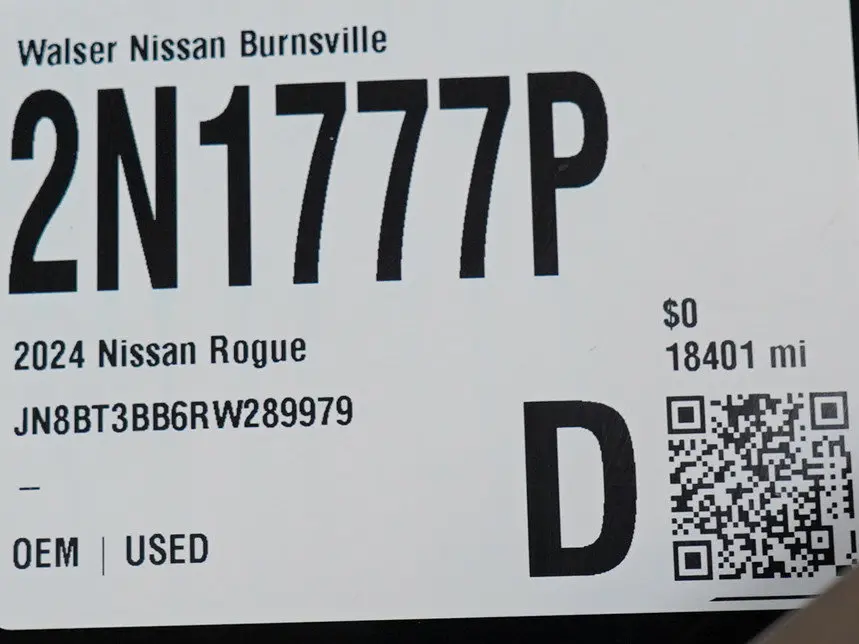 Walser Nissan Burnsville
2N1777P
2024 Nissan Rogue
JN8BT3BB6RW289979
$0
18401 mi
–
D
OEM | USED